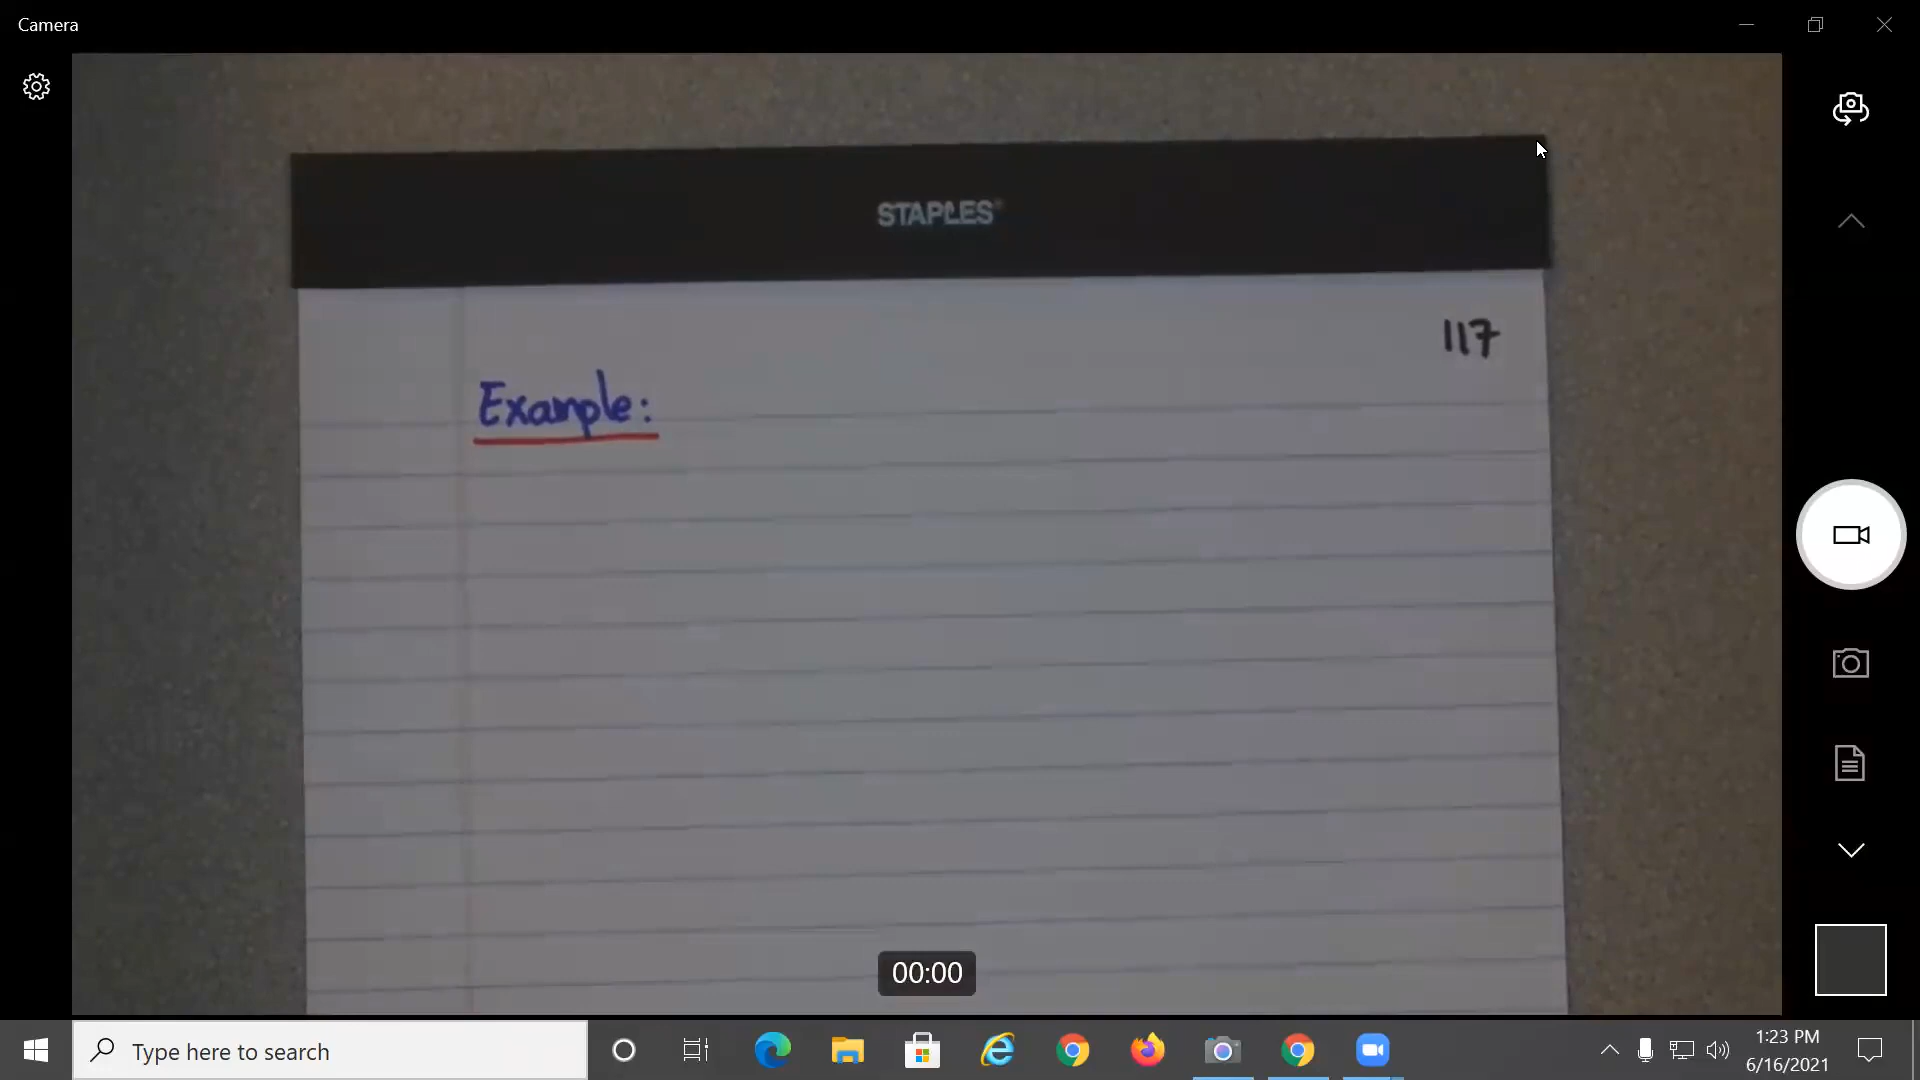 Camera
STAPLES
117
Example:
00:00
Type here to search
1:23 PM
6/16/2021